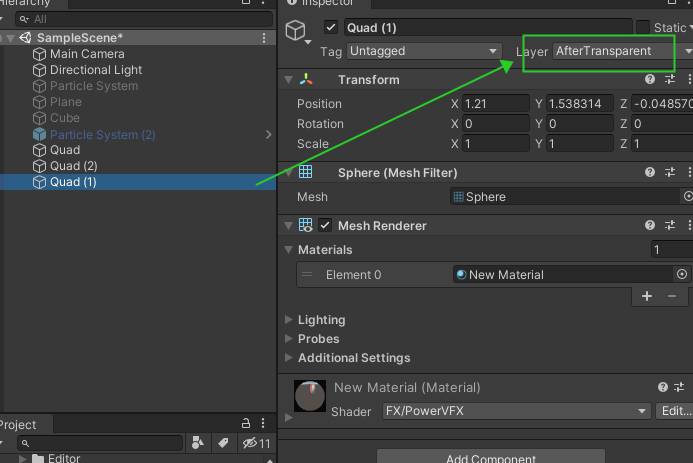 Hierarchy
Inspector
All
SampleScene*
Main Camera
Directional Light
Particle System
Plane
Cube
Particle System (2)
Quad
Quad (2)
Quad (1)
Project
11
Editor
Quad (1)
Static
Tag Untagged Layer AfterTransparent
Transform
Position X 1.21 Y 1.538314 Z -0.048570
Rotation X 0 Y 0 Z 0
Scale X 1 Y 1 Z 1
Sphere (Mesh Filter)
Mesh Sphere
Mesh Renderer
Materials 1
Element 0 New Material
+ −
Lighting
Probes
Additional Settings
New Material (Material)
Shader FX/PowerVFX Edit...
Add Component